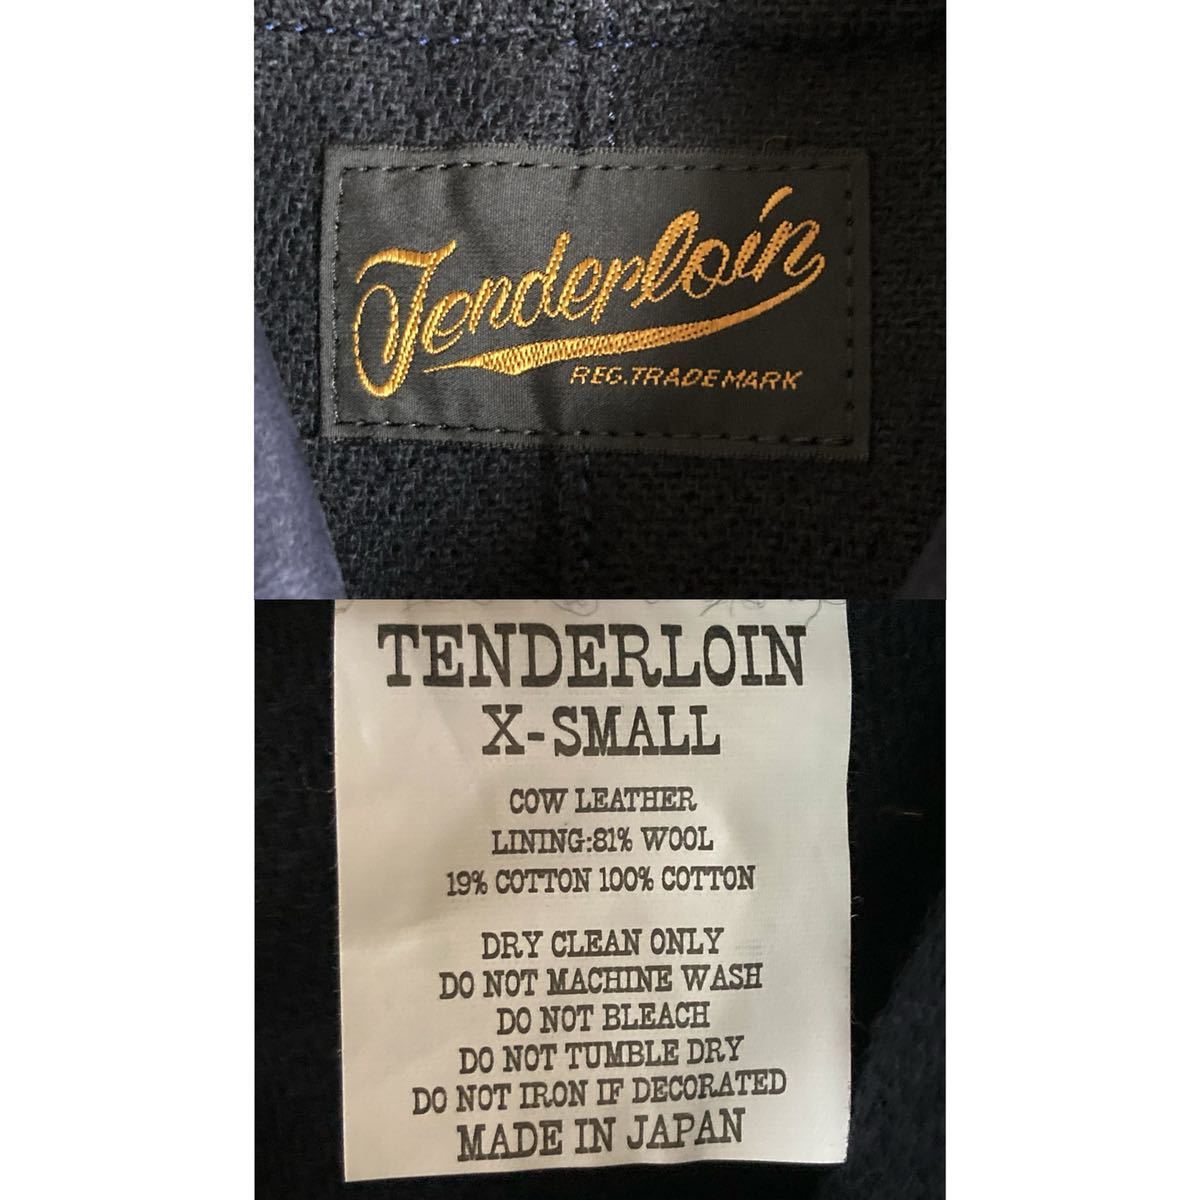 Tenderloin
REG.TRADEMARK
TENDERLOIN
X-SMALL
COW LEATHER
LINING:81% WOOL
19% COTTON 100% COTTON
DRY CLEAN ONLY
DO NOT MACHINE WASH
DO NOT BLEACH
DO NOT TUMBLE DRY
DO NOT IRON IF DECORATED
MADE IN JAPAN